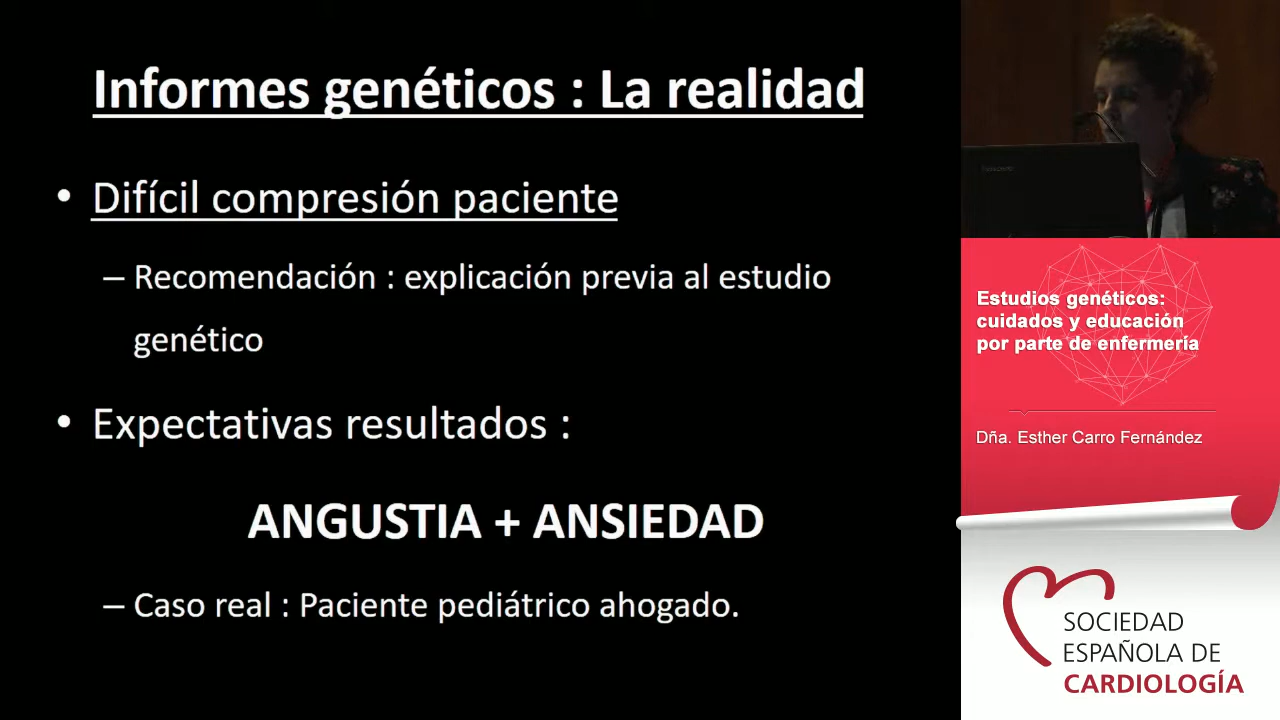 Informes genéticos : La realidad
• Difícil compresión paciente
– Recomendación : explicación previa al estudio
genético
• Expectativas resultados :
ANGUSTIA + ANSIEDAD
– Caso real : Paciente pediátrico ahogado.
Estudios genéticos:
cuidados y educación
por parte de enfermería
Dña. Esther Carro Fernández
SOCIEDAD
ESPAÑOLA DE
CARDIOLOGÍA